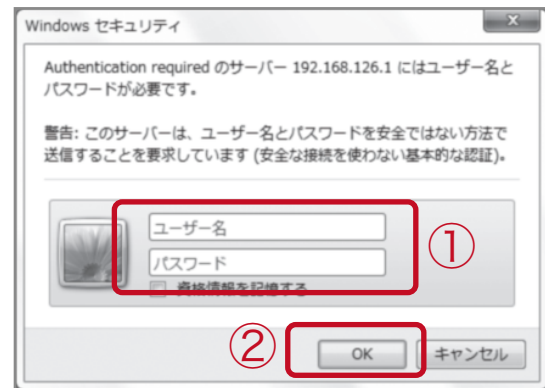 Windows セキュリティ
Authentication required のサーバー 192.168.126.1 にはユーザー名と
パスワードが必要です。
警告: このサーバーは、ユーザー名とパスワードを安全ではない方法で
送信することを要求しています (安全な接続を使わない基本的な認証)。
ユーザー名
①
パスワード
資格情報を記憶する
②
OK
キャンセル